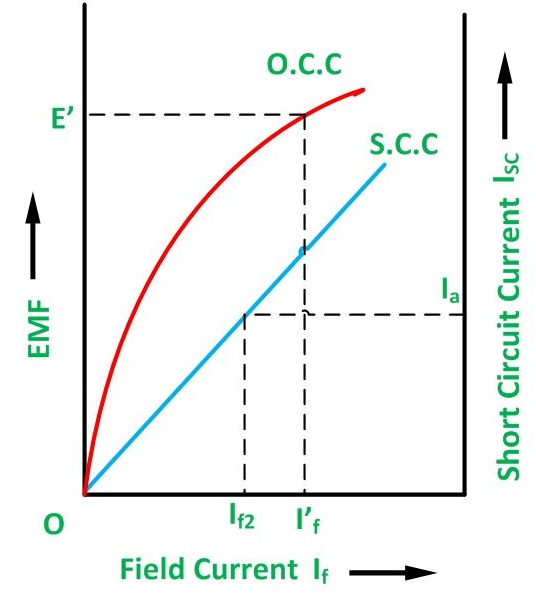 O.C.C
E’
S.C.C
Ia
EMF
Short Circuit Current ISC
O
If2
I’f
Field Current If